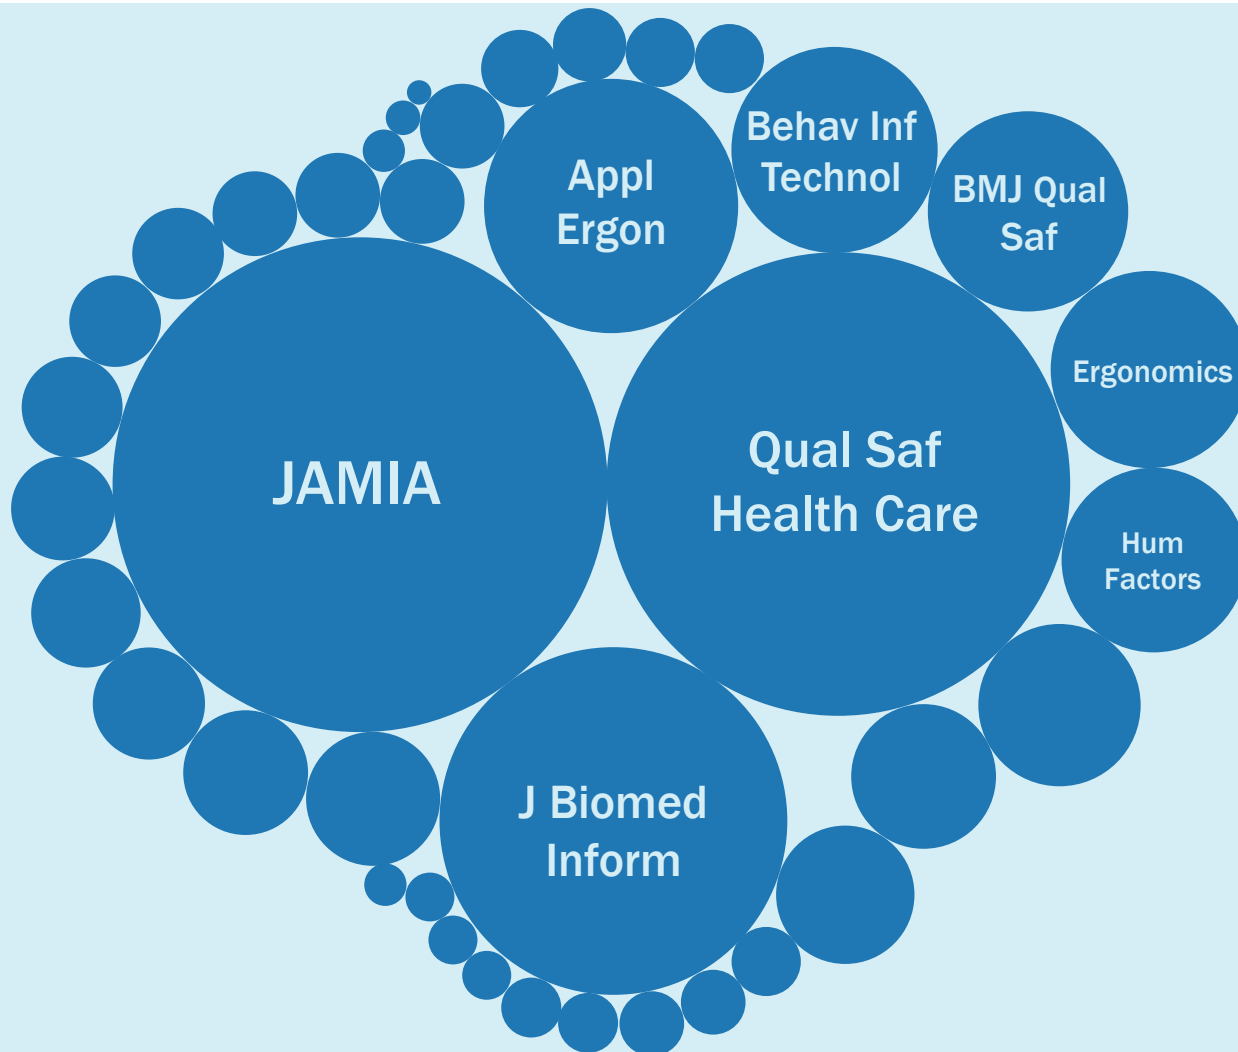 Behav Inf
Technol
Appl
Ergon
BMJ Qual
Saf
Ergonomics
JAMIA
Qual Saf
Health Care
Hum
Factors
J Biomed
Inform